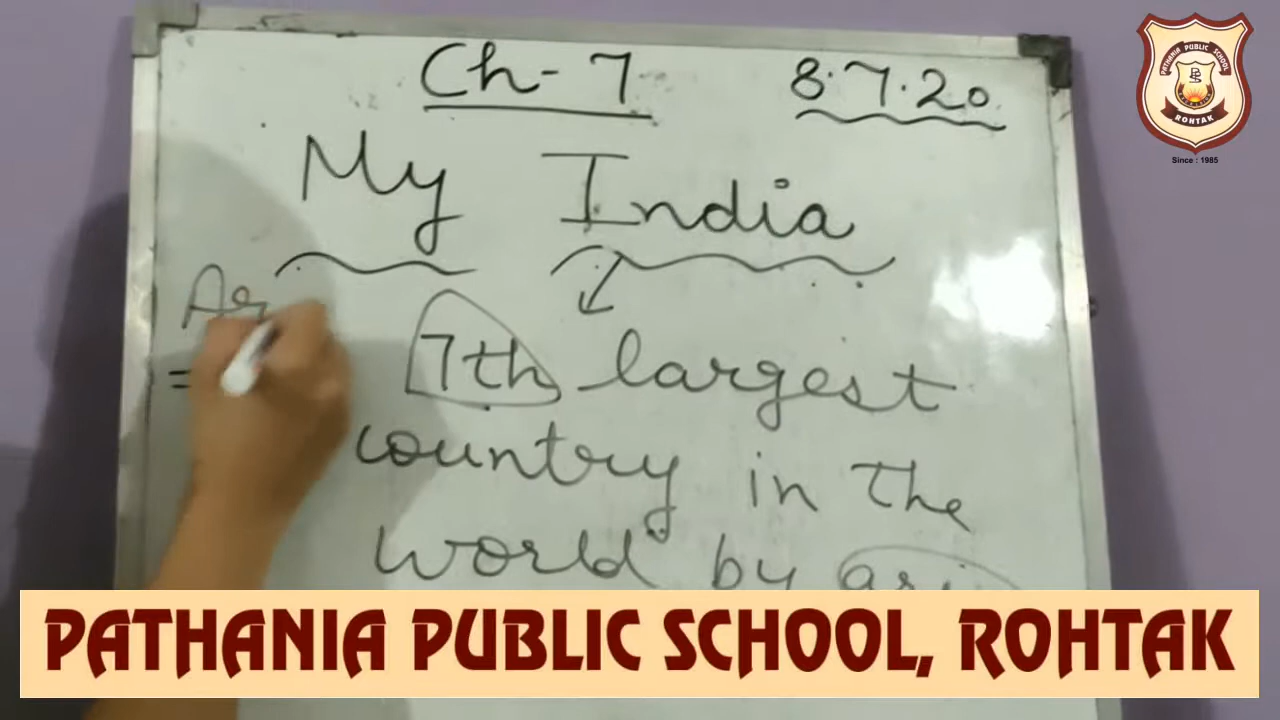 Ch-7 8.7.20
My India
7th largest
country in the
world by
PATHANIA PUBLIC SCHOOL
PS
ROHTAK
Since : 1985
PATHANIA PUBLIC SCHOOL, ROHTAK